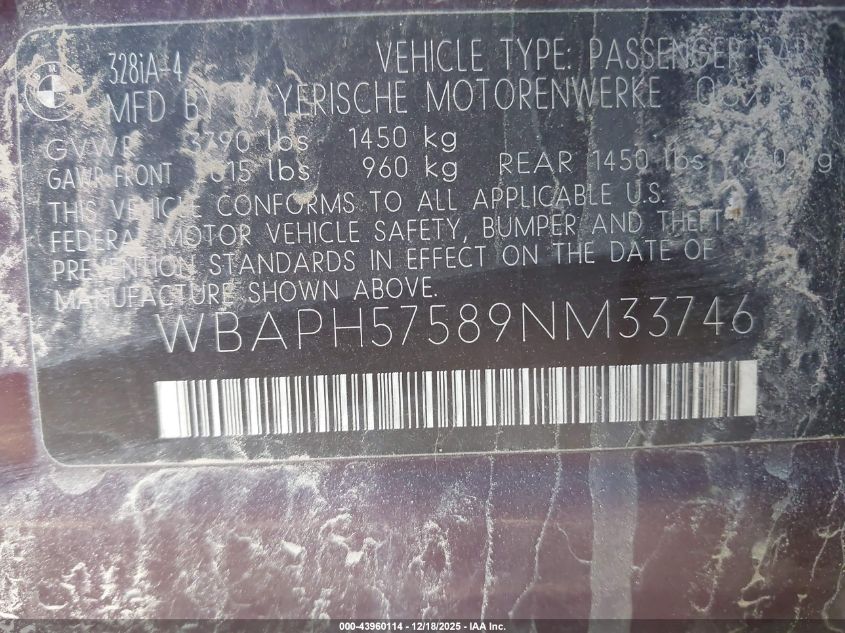 BMW
328iA-4
VEHICLE TYPE: PASSENGER CAR
MFD BY BAYERISCHE MOTORENWERKE
GVWR 3790 lbs 1450 kg
GAWR FRONT 960 kg REAR 1450 lbs
THIS VEHICLE CONFORMS TO ALL APPLICABLE U.S.
FEDERAL MOTOR VEHICLE SAFETY, BUMPER AND THEFT
PREVENTION STANDARDS IN EFFECT ON THE DATE OF
MANUFACTURE SHOWN ABOVE.
WBAPH57589NM33746
000-43960114 - 12/18/2025 - IAA Inc.